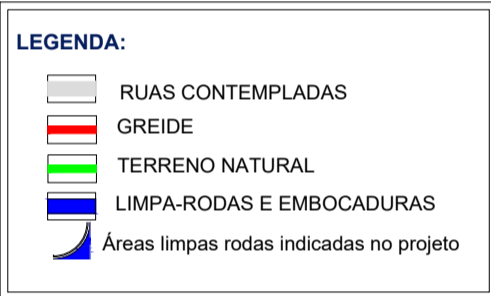 LEGENDA:
RUAS CONTEMPLADAS
GREIDE
TERRENO NATURAL
LIMPA-RODAS E EMBOCADURAS
Áreas limpas rodas indicadas no projeto